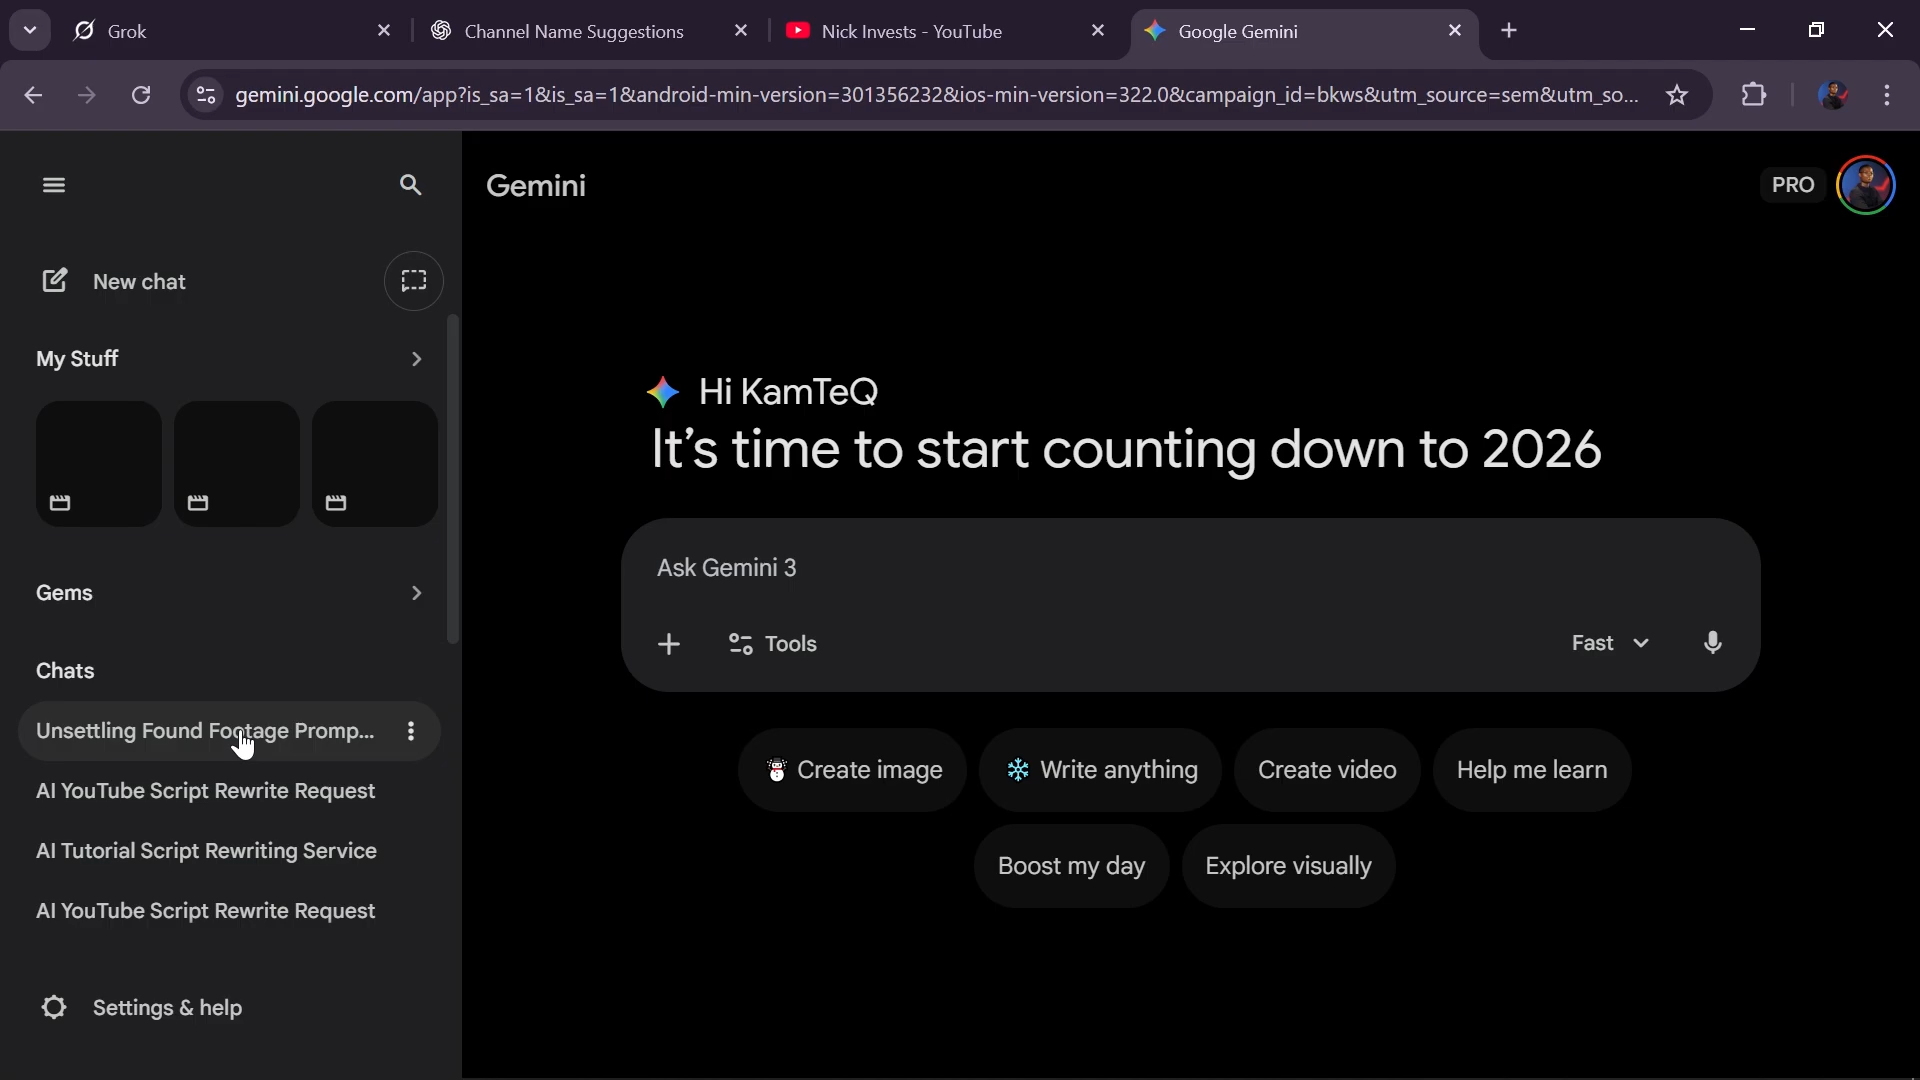 Grok
Channel Name Suggestions
Nick Invests - YouTube
Google Gemini
gemini.google.com/app?is_sa=1&is_sa=1&android-min-version=301356232&ios-min-version=322.0&campaign_id=bkws&utm_source=sem&utm_so...
Gemini
PRO
New chat
My Stuff
Gems
Chats
Unsettling Found Footage Promp...
AI YouTube Script Rewrite Request
AI Tutorial Script Rewriting Service
AI YouTube Script Rewrite Request
Settings & help
Hi KamTeQ
It's time to start counting down to 2026
Ask Gemini 3
Tools
Fast
Create image
Write anything
Create video
Help me learn
Boost my day
Explore visually